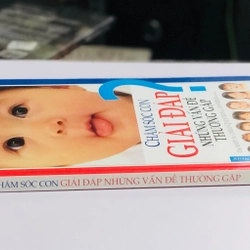 CHĂM SÓC CON
GIẢI ĐÁP
?
NHỮNG VẤN ĐỀ
THƯỜNG GẶP
CHĂM SÓC CON GIẢI ĐÁP NHỮNG VẤN ĐỀ THƯỜNG GẶP